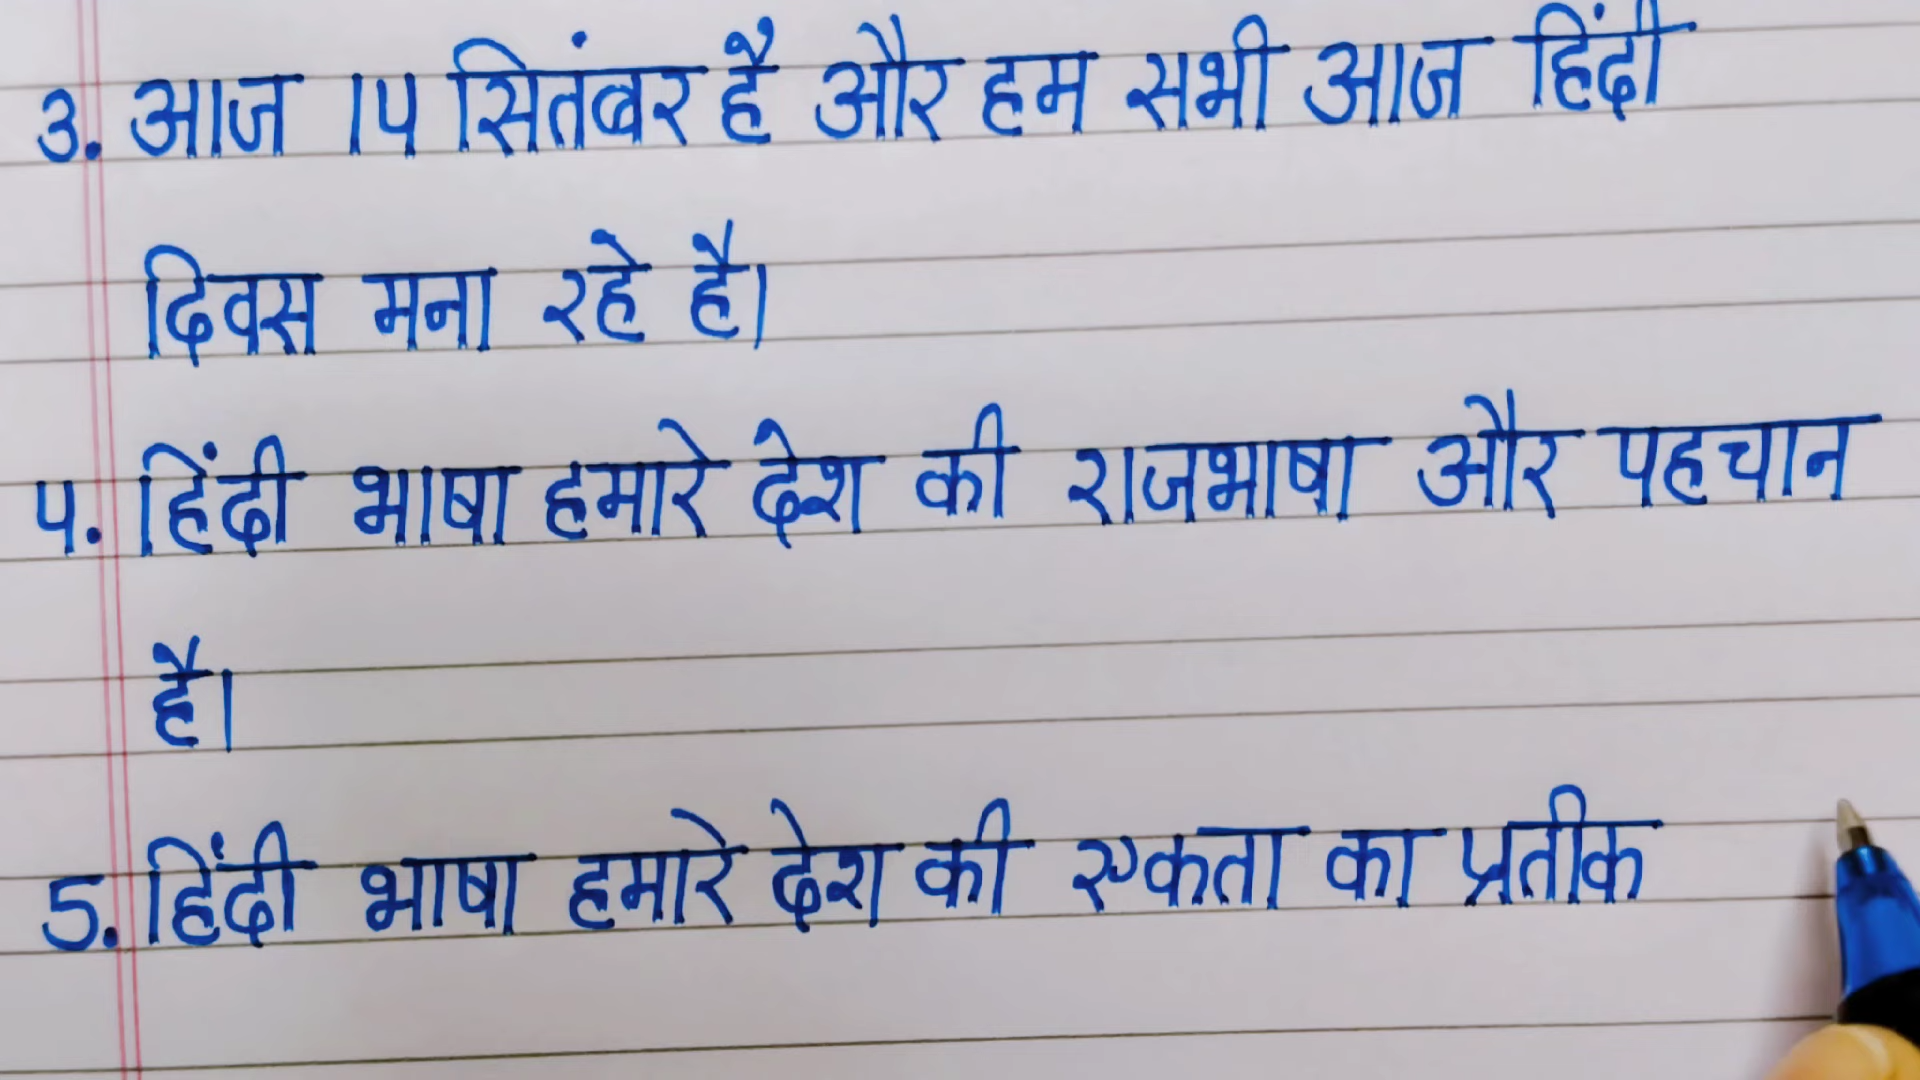 3. आज 14 सितंबर है और हम सभी आज हिंदी
दिवस मना रहे है।
4. हिंदी भाषा हमारे देश की राजभाषा और पहचान
है।
5. हिंदी भाषा हमारे देश की एकता का प्रतीक